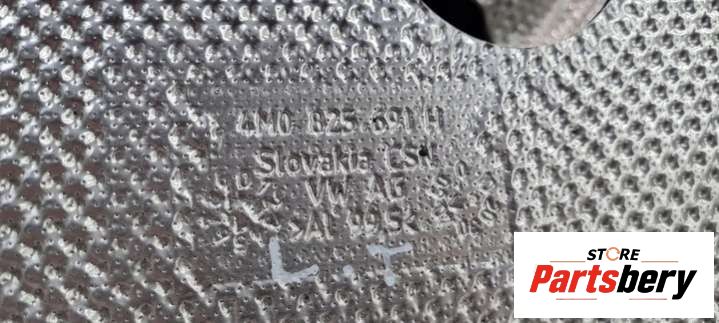 4M0 825 691 H
Slovakia CSN
VW AG
>Al 99,5<
L.T
STORE
Partsbery